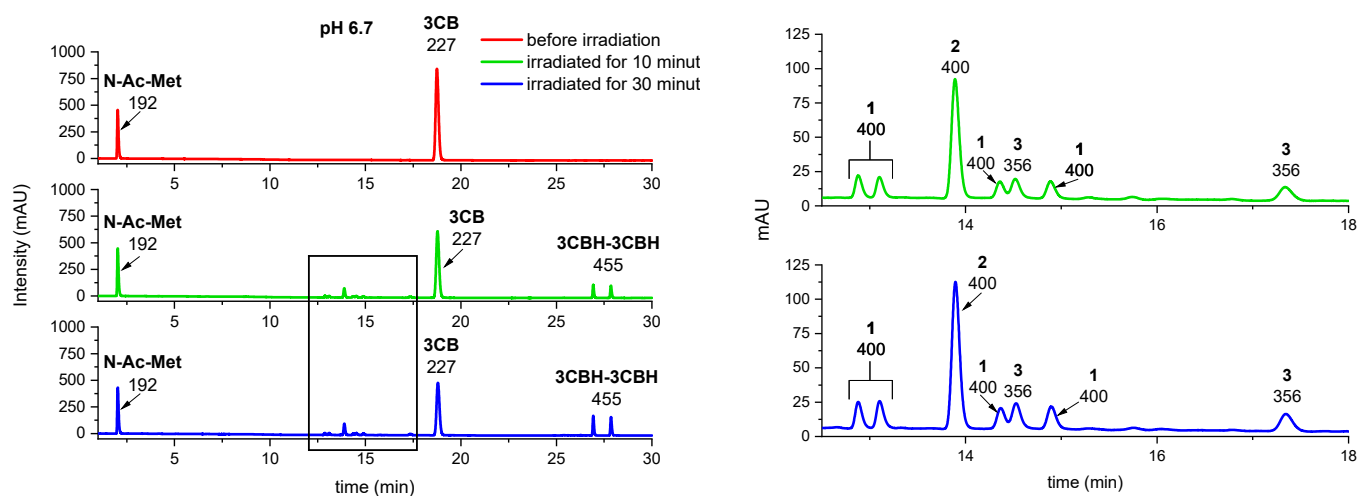 pH 6.7
3CB
227
before irradiation
irradiated for 10 minut
irradiated for 30 minut
N-Ac-Met
192
1000
750
500
250
0
5 10 15 20 25 30
N-Ac-Met
192
3CB
227
3CBH-3CBH
455
1000
750
500
250
0
5 10 15 20 25 30
N-Ac-Met
192
3CB
227
3CBH-3CBH
455
1000
750
500
250
0
5 10 15 20 25 30
Intensity (mAU)
time (min)
125
100
75
50
25
0
1
400
2
400
1
400
3
356
1
400
3
356
14 16 18
125
100
75
50
25
0
1
400
2
400
1
400
3
356
1
400
3
356
14 16 18
mAU
time (min)